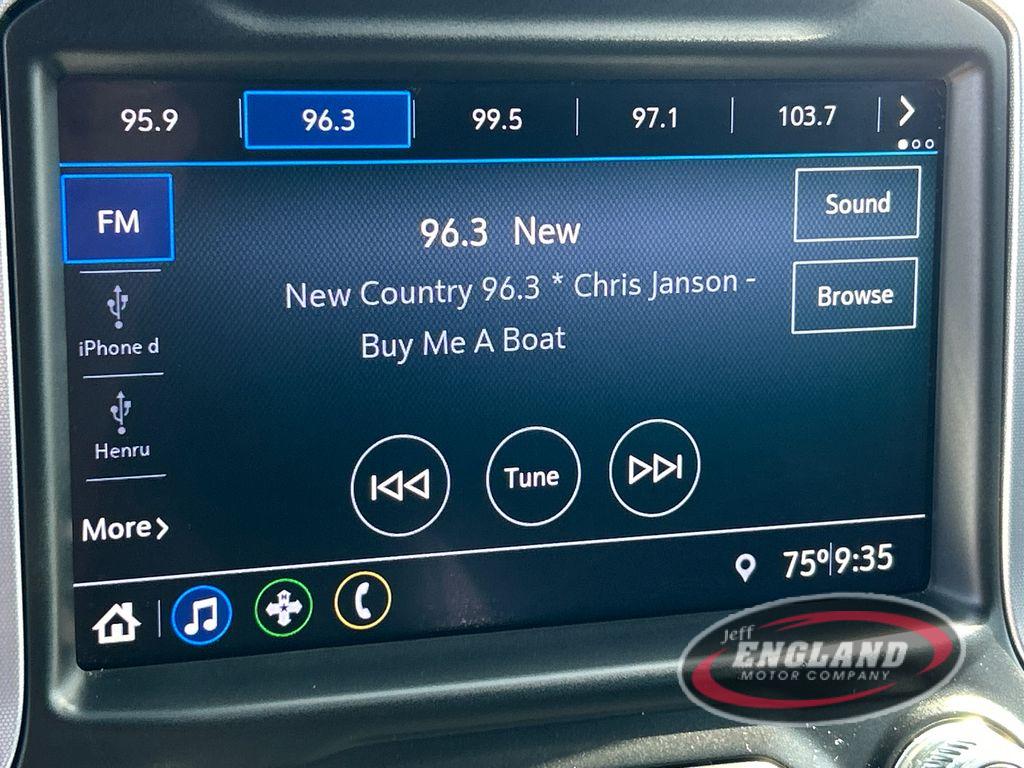 95.9 96.3 99.5 97.1 103.7
FM
96.3 New
Sound
New Country 96.3 * Chris Janson -
Buy Me A Boat
Browse
iPhone d
Henru
Tune
More
75° 9:35
Jeff
ENGLAND
MOTOR COMPANY